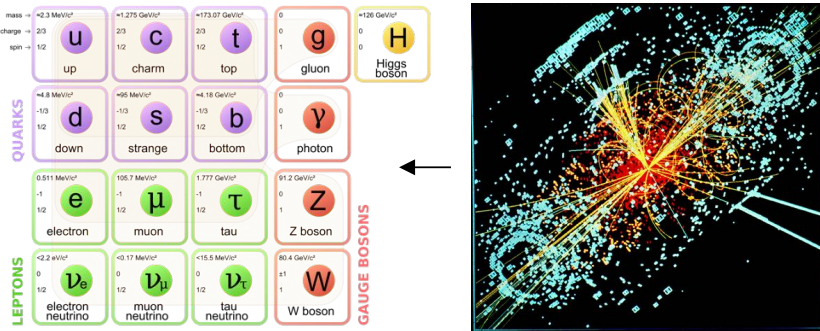 mass → ≈2.3 MeV/c² ≈1.275 GeV/c² ≈173.07 GeV/c² 0 ≈126 GeV/c²
charge → 2/3 2/3 2/3 0 0
spin → 1/2 1/2 1/2 1 0
u c t g H
up charm top gluon Higgs
boson
QUARKS
≈4.8 MeV/c² ≈95 MeV/c² ≈4.18 GeV/c² 0
-1/3 -1/3 -1/3 0
1/2 1/2 1/2 1
d s b γ
down strange bottom photon
0.511 MeV/c² 105.7 MeV/c² 1.777 GeV/c² 91.2 GeV/c²
-1 -1 -1 0
1/2 1/2 1/2 1
e μ τ Z
electron muon tau Z boson
LEPTONS
<2.2 eV/c² <0.17 MeV/c² <15.5 MeV/c² 80.4 GeV/c²
0 0 0 ±1
1/2 1/2 1/2 1
νe νμ ντ W
electron muon tau W boson
neutrino neutrino neutrino
GAUGE BOSONS